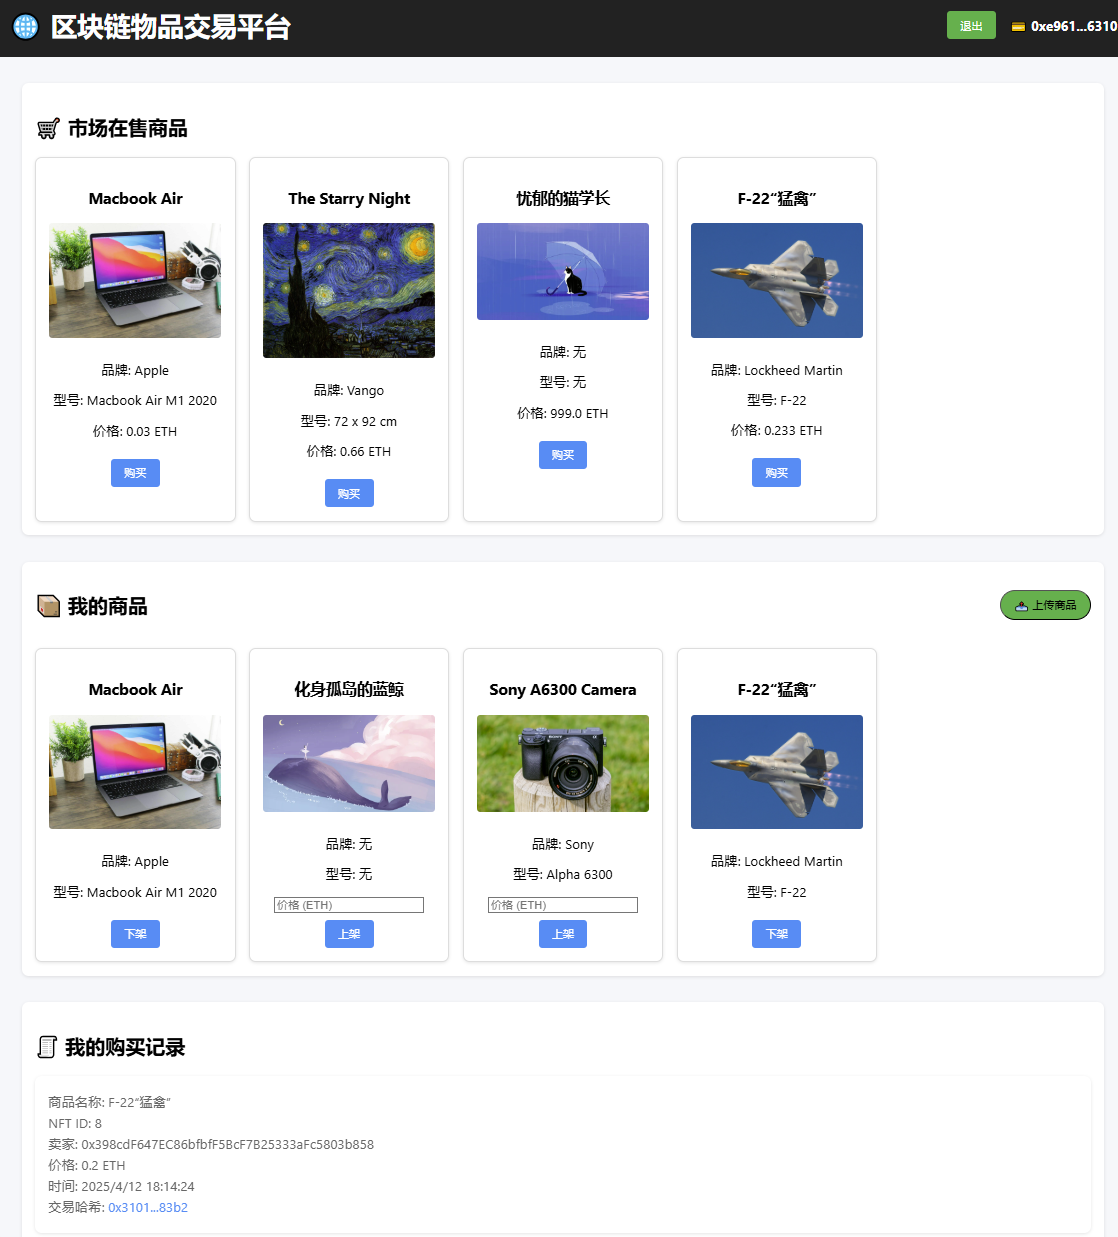 区块链物品交易平台
退出
0xe961...6310
市场在售商品
Macbook Air
品牌: Apple
型号: Macbook Air M1 2020
价格: 0.03 ETH
购买
The Starry Night
品牌: Vango
型号: 72 x 92 cm
价格: 0.66 ETH
购买
忧郁的猫学长
品牌: 无
型号: 无
价格: 999.0 ETH
购买
F-22“猛禽”
品牌: Lockheed Martin
型号: F-22
价格: 0.233 ETH
购买
我的商品
上传商品
Macbook Air
品牌: Apple
型号: Macbook Air M1 2020
下架
化身孤岛的蓝鲸
品牌: 无
型号: 无
价格 (ETH)
上架
Sony A6300 Camera
SONY
品牌: Sony
型号: Alpha 6300
价格 (ETH)
上架
F-22“猛禽”
品牌: Lockheed Martin
型号: F-22
下架
我的购买记录
商品名称: F-22“猛禽”
NFT ID: 8
卖家: 0x398cdF647EC86bfbfF5BcF7B25333aFc5803b858
价格: 0.2 ETH
时间: 2025/4/12 18:14:24
交易哈希: 0x3101...83b2